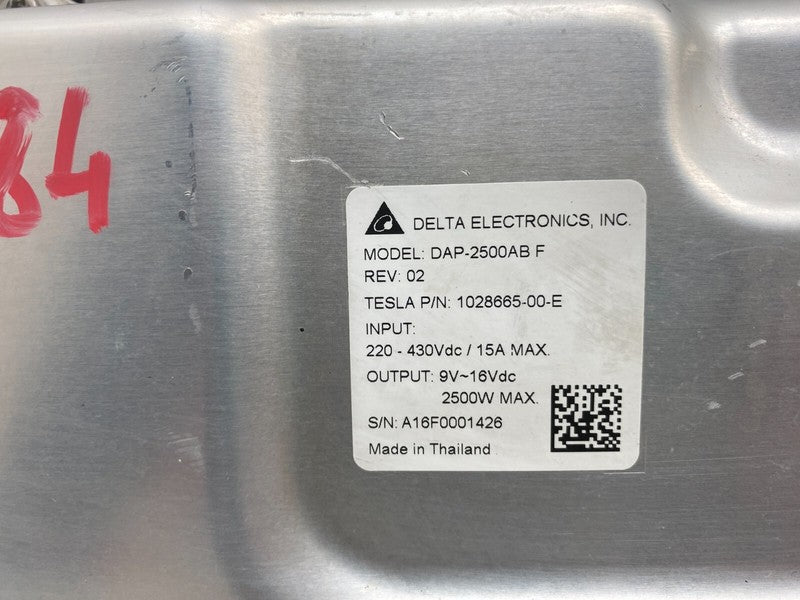 84
DELTA ELECTRONICS, INC.
MODEL: DAP-2500AB F
REV: 02
TESLA P/N: 1028665-00-E
INPUT:
220 - 430Vdc / 15A MAX.
OUTPUT: 9V~16Vdc
2500W MAX.
S/N: A16F0001426
Made in Thailand